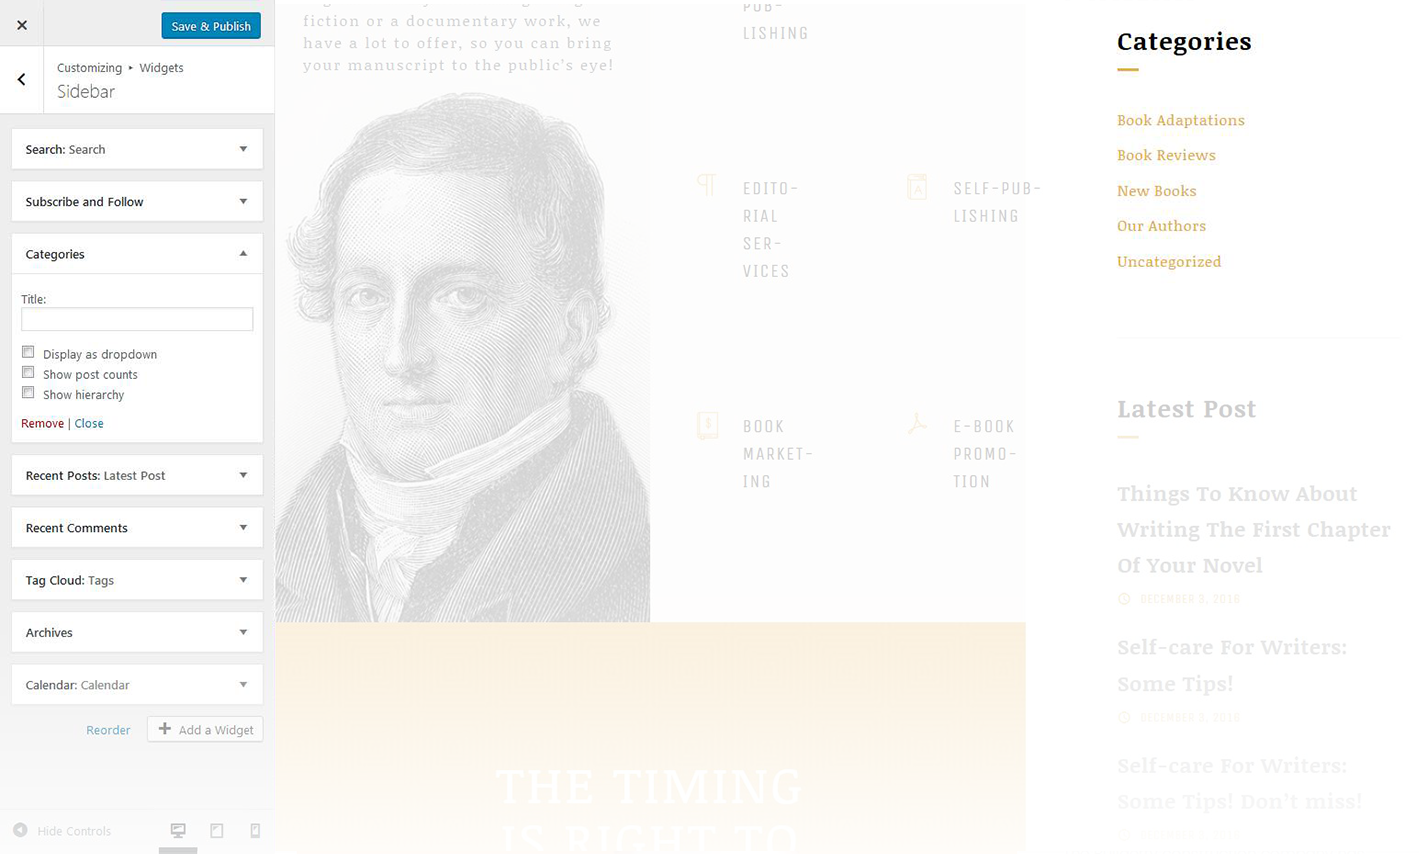 Save & Publish
Customizing ▸ Widgets
Sidebar
Search: Search
Subscribe and Follow
Categories
Title:
Display as dropdown
Show post counts
Show hierarchy
Remove | Close
Recent Posts: Latest Post
Recent Comments
Tag Cloud: Tags
Archives
Calendar: Calendar
Reorder
Add a Widget
Hide Controls
fiction or a documentary work, we
have a lot to offer, so you can bring
your manuscript to the public's eye!
PUB-
LISHING
EDITO-
RIAL
SER-
VICES
SELF-PUB-
LISHING
BOOK
MARKET-
ING
E-BOOK
PROMO-
TION
THE TIMING
IS RIGHT TO
Categories
Book Adaptations
Book Reviews
New Books
Our Authors
Uncategorized
Latest Post
Things To Know About
Writing The First Chapter
Of Your Novel
DECEMBER 3, 2016
Self-care For Writers:
Some Tips!
DECEMBER 3, 2016
Self-care For Writers:
Some Tips! Don't miss!